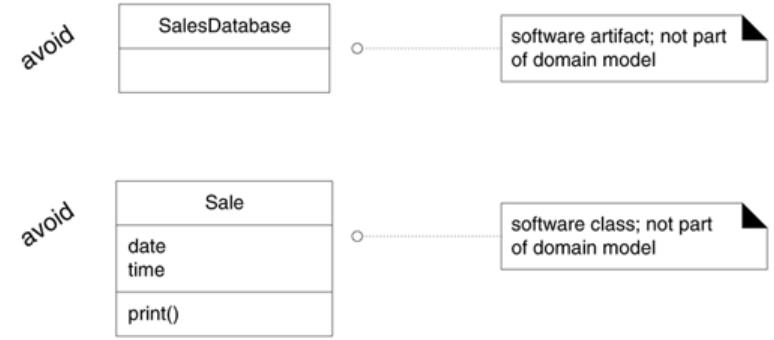 avoid
SalesDatabase
software artifact; not part
of domain model
avoid
Sale
date
time
print()
software class; not part
of domain model